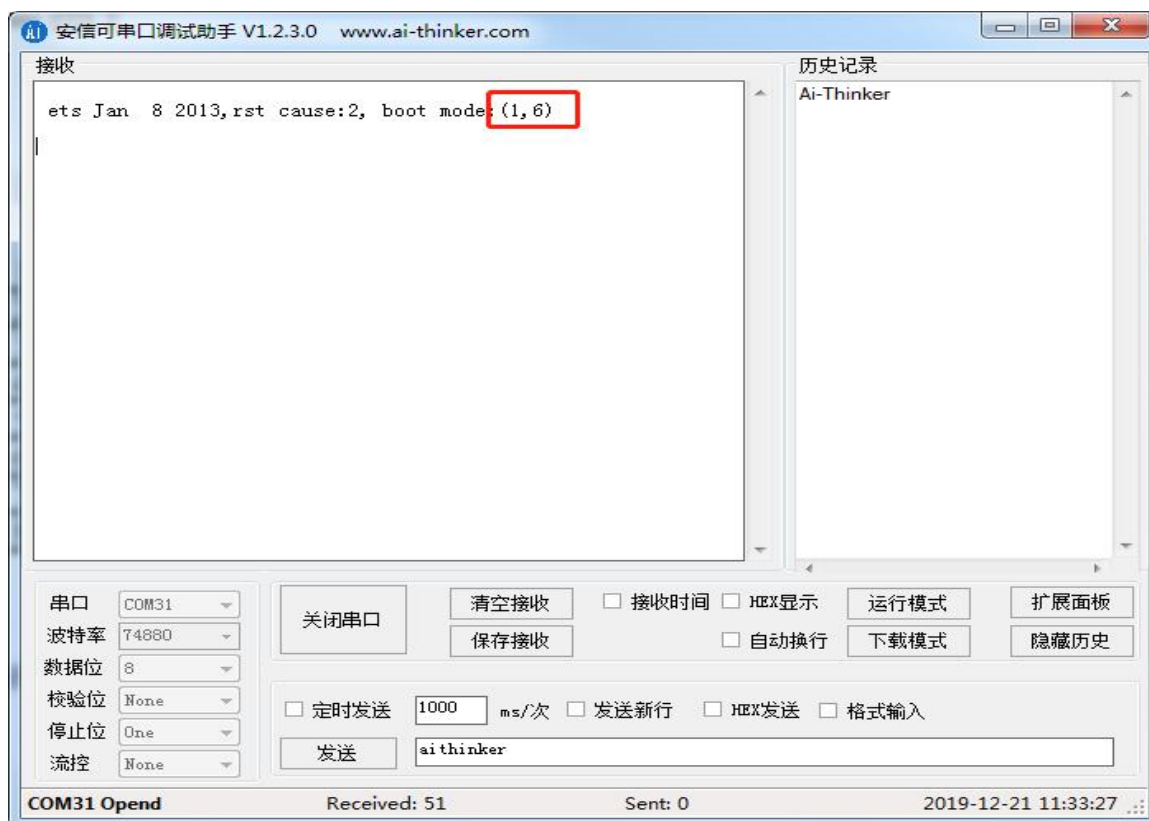 安信可串口调试助手 V1.2.3.0 www.ai-thinker.com
接收
ets Jan  8 2013,rst cause:2, boot mode:(1,6)
历史记录
Ai-Thinker
串口 COM31
波特率 74880
数据位 8
校验位 None
停止位 One
流控 None
关闭串口
清空接收
保存接收
接收时间 HEX显示
自动换行
运行模式
下载模式
扩展面板
隐藏历史
定时发送 1000 ms/次 发送新行 HEX发送 格式输入
发送 aithinker
COM31 Opend Received: 51 Sent: 0 2019-12-21 11:33:27